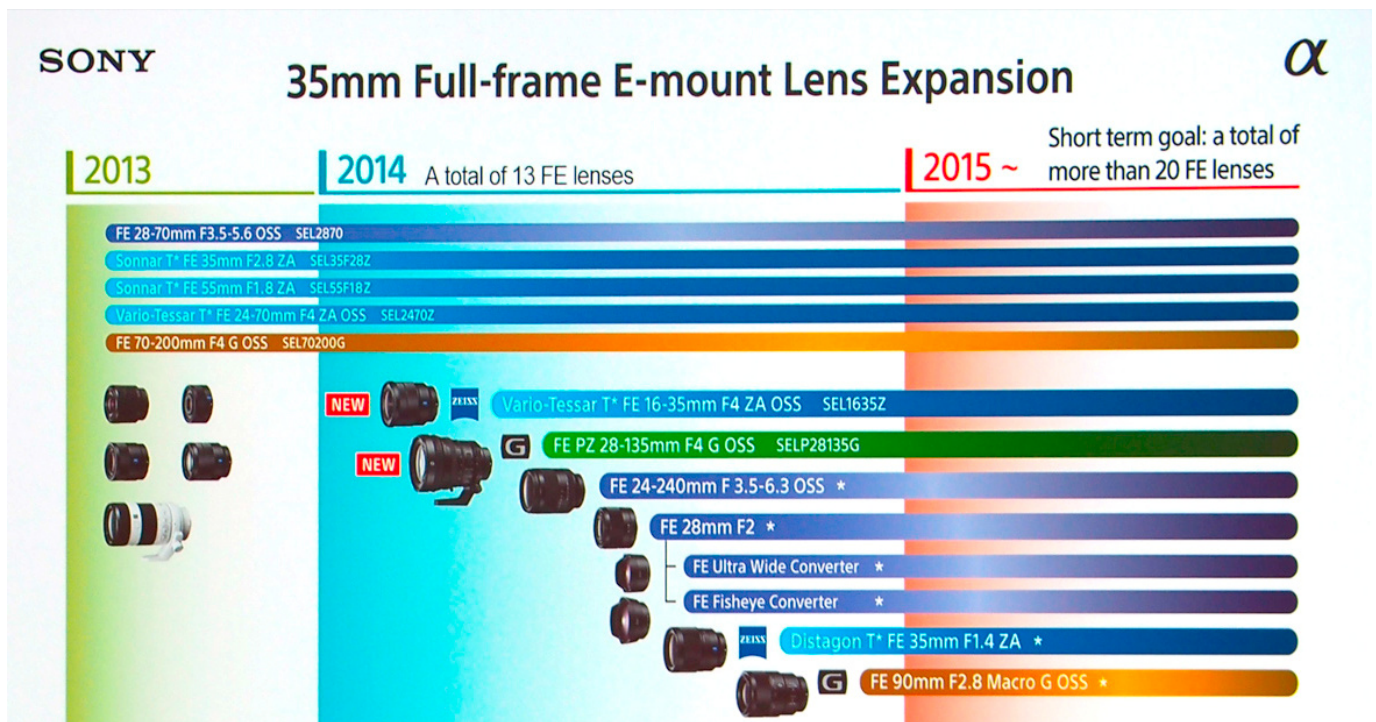 SONY
α
35mm Full-frame E-mount Lens Expansion
2013
2014 A total of 13 FE lenses
2015 ~
Short term goal: a total of
more than 20 FE lenses
FE 28-70mm F3.5-5.6 OSS SEL2870
Sonnar T* FE 35mm F2.8 ZA SEL35F28Z
Sonnar T* FE 55mm F1.8 ZA SEL55F18Z
Vario-Tessar T* FE 24-70mm F4 ZA OSS SEL2470Z
FE 70-200mm F4 G OSS SEL70200G
NEW ZEISS Vario-Tessar T* FE 16-35mm F4 ZA OSS SEL1635Z
NEW G FE PZ 28-135mm F4 G OSS SELP28135G
FE 24-240mm F 3.5-6.3 OSS *
FE 28mm F2 *
FE Ultra Wide Converter *
FE Fisheye Converter *
ZEISS Distagon T* FE 35mm F1.4 ZA *
G FE 90mm F2.8 Macro G OSS *